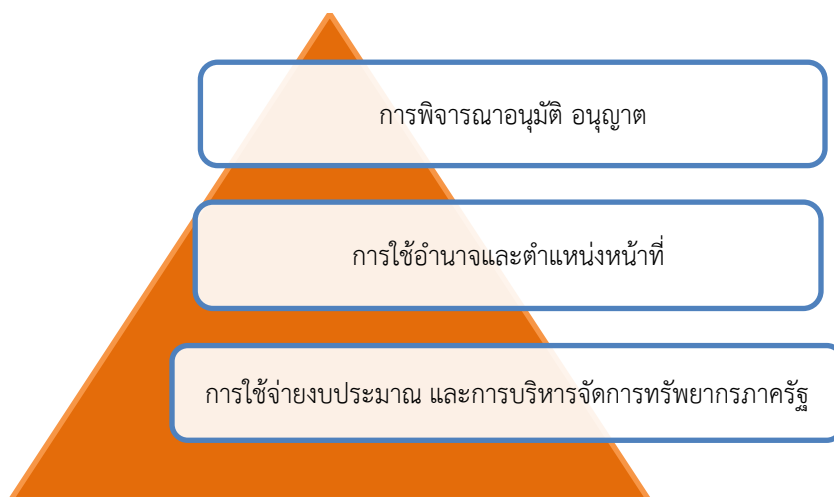 การพิจารณาอนุมัติ อนุญาต
การใช้อำนาจและตำแหน่งหน้าที่
การใช้จ่ายงบประมาณ และการบริหารจัดการทรัพยากรภาครัฐ